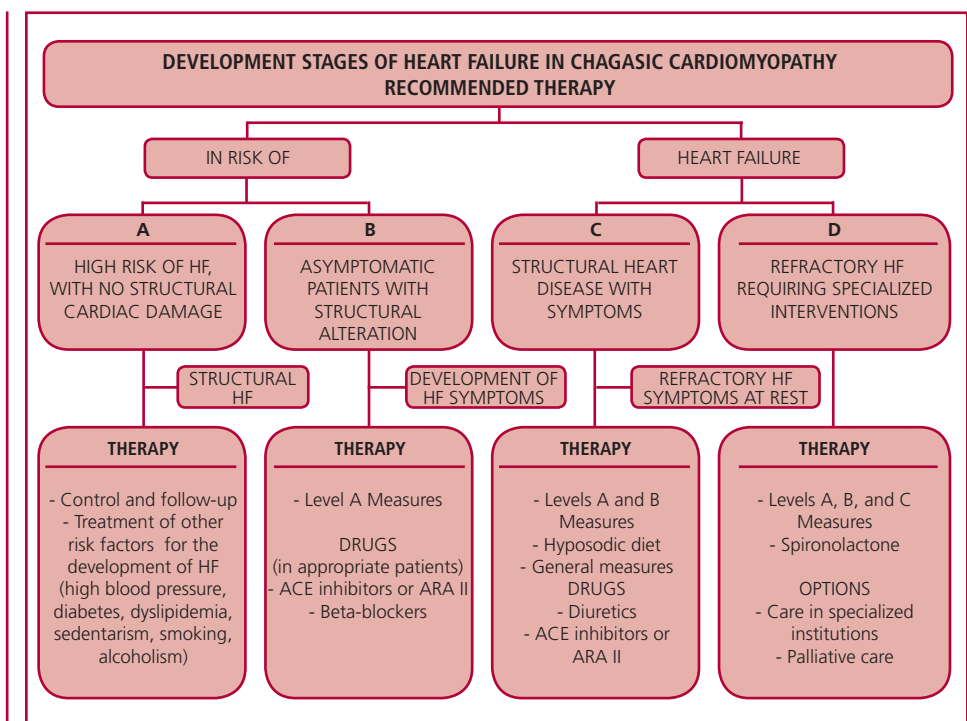 DEVELOPMENT STAGES OF HEART FAILURE IN CHAGASIC CARDIOMYOPATHY
RECOMMENDED THERAPY
IN RISK OF
HEART FAILURE
A
HIGH RISK OF HF,
WITH NO STRUCTURAL
CARDIAC DAMAGE
B
ASYMPTOMATIC
PATIENTS WITH
STRUCTURAL
ALTERATION
C
STRUCTURAL HEART
DISEASE WITH
SYMPTOMS
D
REFRACTORY HF
REQUIRING SPECIALIZED
INTERVENTIONS
STRUCTURAL
HF
DEVELOPMENT OF
HF SYMPTOMS
REFRACTORY HF
SYMPTOMS AT REST
THERAPY
- Control and follow-up
- Treatment of other
risk factors for the
development of HF
(high blood pressure,
diabetes, dyslipidemia,
sedentarism, smoking,
alcoholism)
THERAPY
- Level A Measures
DRUGS
(in appropriate patients)
- ACE inhibitors or ARA II
- Beta-blockers
THERAPY
- Levels A and B
Measures
- Hyposodic diet
- General measures
DRUGS
- Diuretics
- ACE inhibitors or
ARA II
THERAPY
- Levels A, B, and C
Measures
- Spironolactone
OPTIONS
- Care in specialized
institutions
- Palliative care